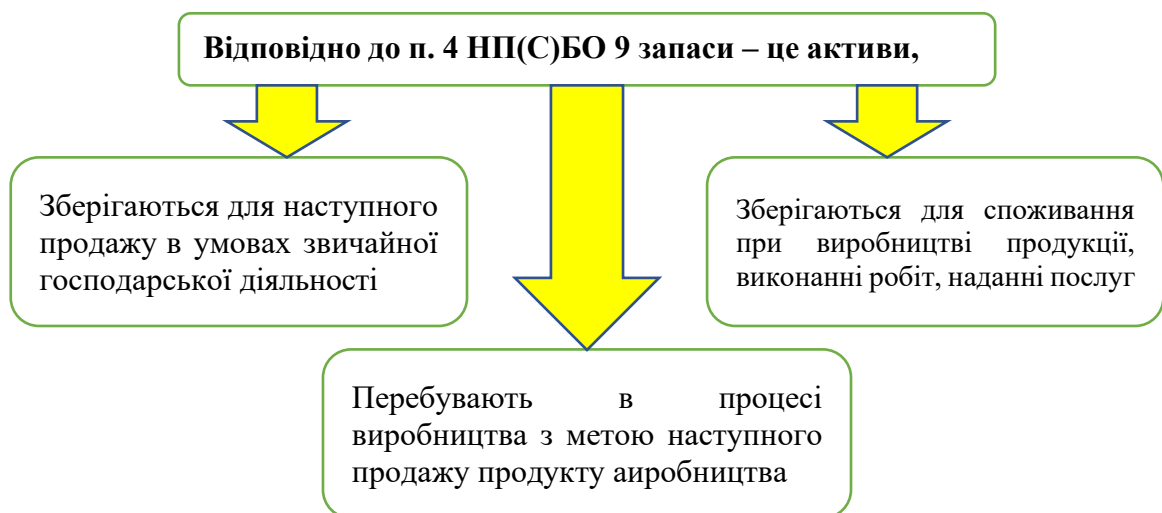 Відповідно до п. 4 НП(С)БО 9 запаси – це активи,
Зберігаються для наступного
продажу в умовах звичайної
господарської діяльності
Зберігаються для споживання
при виробництві продукції,
виконанні робіт, наданні послуг
Перебувають в процесі
виробництва з метою наступного
продажу продукту аиробництва